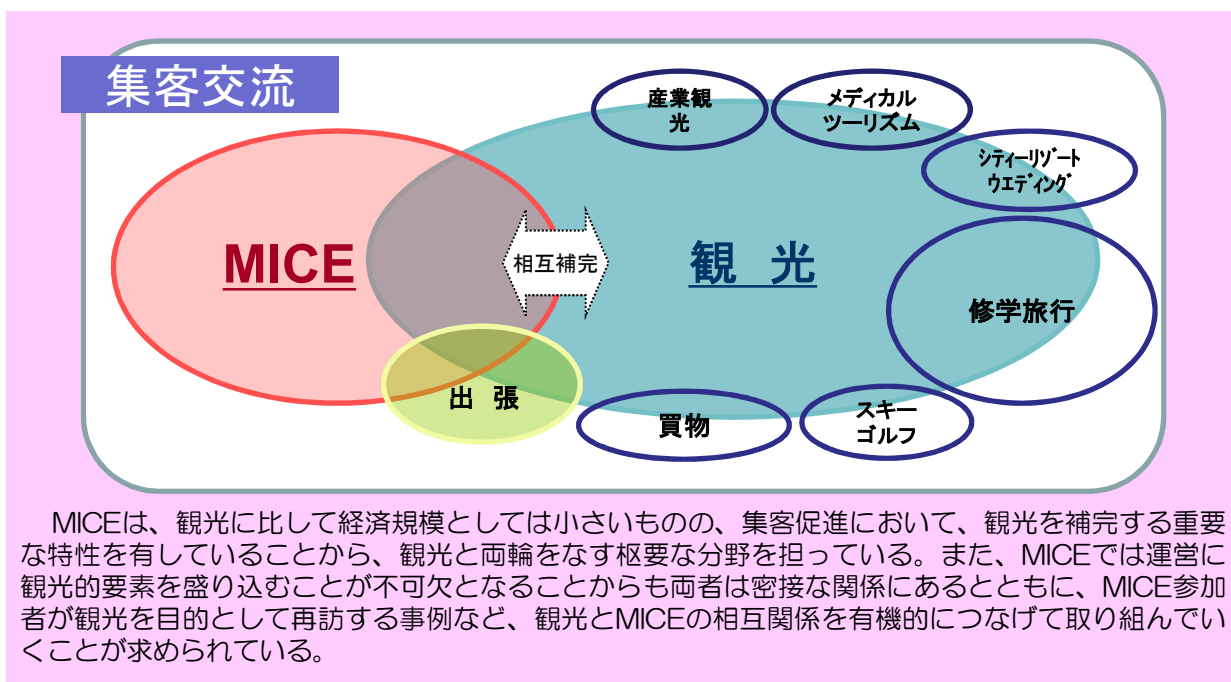 集客交流
産業観
光
メディカル
ツーリズム
シティーリゾート
ウエディング
MICE
相互補完
観 光
修学旅行
出 張
買物
スキー
ゴルフ
MICEは、観光に比して経済規模としては小さいものの、集客促進において、観光を補完する重要
な特性を有していることから、観光と両輪をなす枢要な分野を担っている。また、MICEでは運営に
観光的要素を盛り込むことが不可欠となることからも両者は密接な関係にあるとともに、MICE参加
者が観光を目的として再訪する事例など、観光とMICEの相互関係を有機的につなげて取り組んでい
くことが求められている。